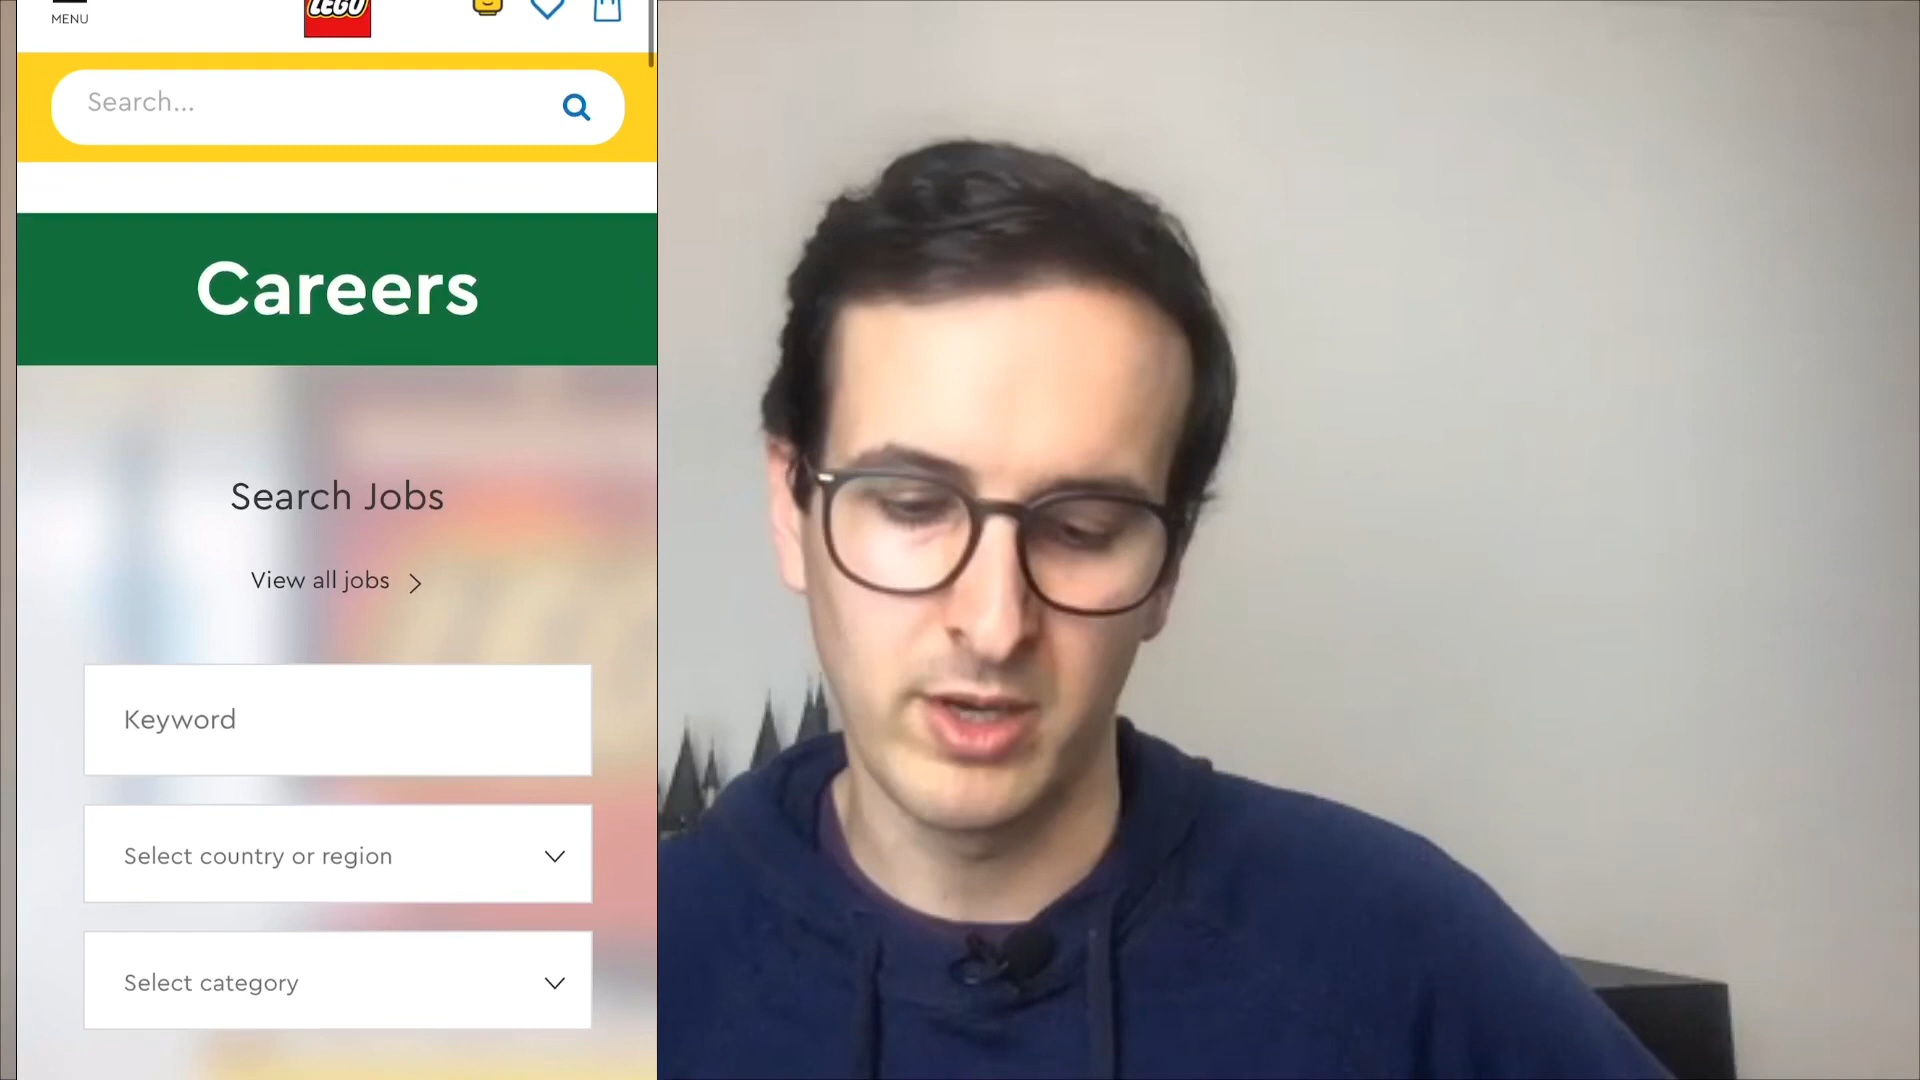 MENU
LEGO
Search...
Careers
Search Jobs
View all jobs
Keyword
Select country or region
Select category